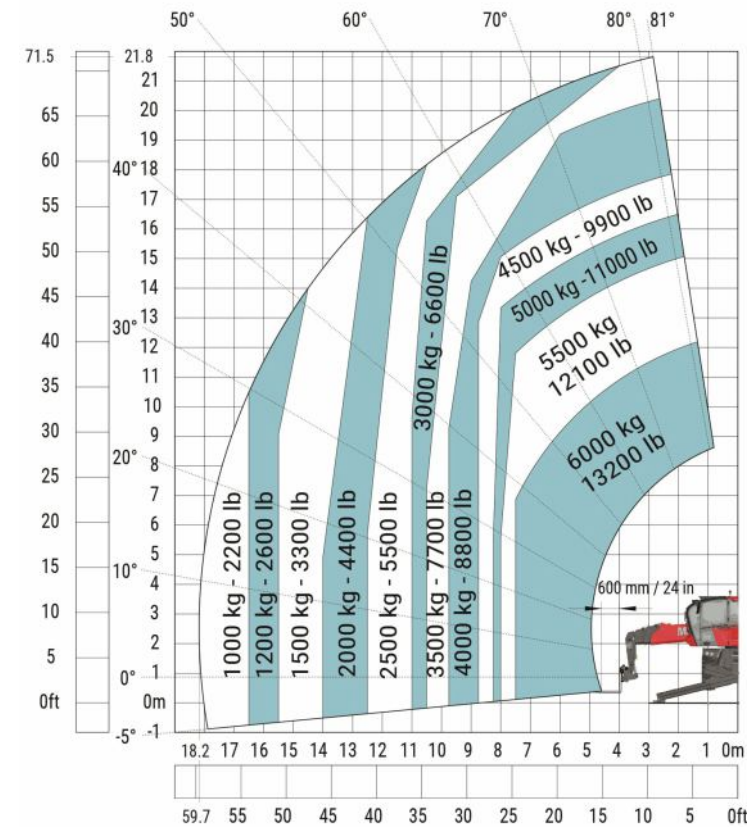 50° 60° 70° 80° 81°
71.5 21.8
21
65 20
19
60 40° 18
55 17
16
50 15
14
45 30° 13
40 12
11
35 10
30 9
20° 8
25 7
20 6
5
15 10° 4
10 3
2
5 1
0°
0ft 0m
-5° -1
4500 kg - 9900 lb
5000 kg -11000 lb
5500 kg
12100 lb
6000 kg
13200 lb
1000 kg - 2200 lb
1200 kg - 2600 lb
1500 kg - 3300 lb
2000 kg - 4400 lb
2500 kg - 5500 lb
3000 kg - 6600 lb
3500 kg - 7700 lb
4000 kg - 8800 lb
600 mm / 24 in
M
18.2 17 16 15 14 13 12 11 10 9 8 7 6 5 4 3 2 1 0m
59.7 55 50 45 40 35 30 25 20 15 10 5 0ft